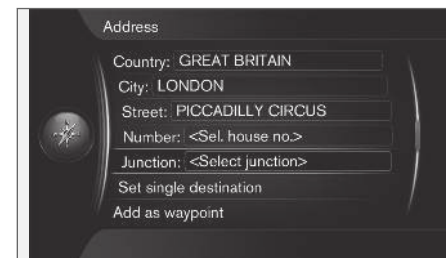 Address
Country: GREAT BRITAIN
City: LONDON
Street: PICCADILLY CIRCUS
Number: <Sel. house no.>
Junction: <Select junction>
Set single destination
Add as waypoint